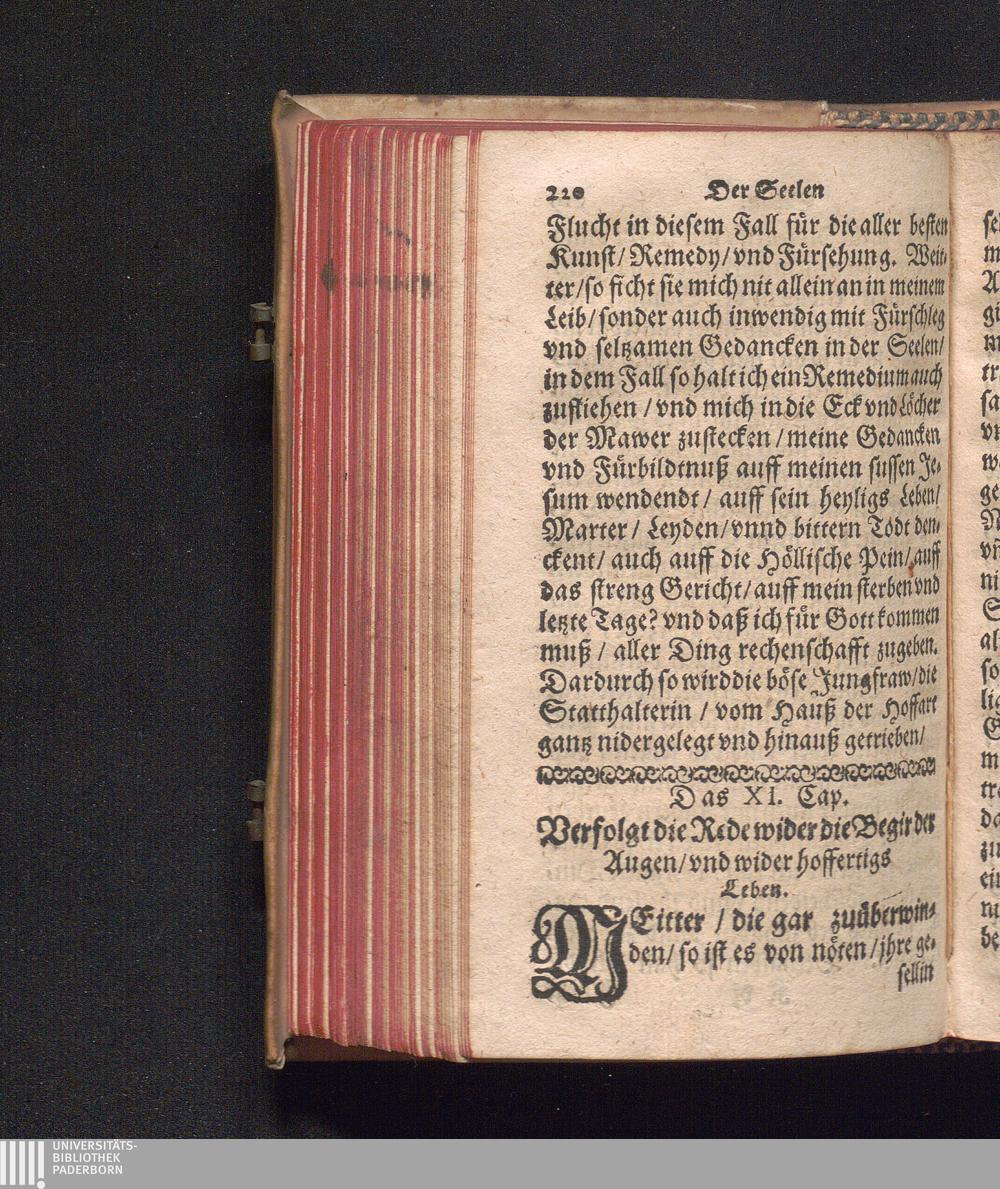 220 Der Seelen
Flucht in diesem Fall für die aller besten
Kunst/ Remedy/ vnd Fürsehung. Weit-
ter/ so ficht sie mich nit allein an in meinem
Leib/ sonder auch inwendig mit Fürschleg
vnd seltzamen Gedancken in der Seelen/
in dem Fall so halt ich ein Remedium auch
zufliehen / vnd mich in die Eck vnd Löcher
der Mawer zustecken / meine Gedancken
vnd Fürbildtnuß auff meinen sussen Je-
sum wendendt / auff sein heyligs Leben/
Marter / Leyden/ vnnd bittern Todt den-
ckent/ auch auff die Höllische Pein/ auff
das streng Gericht/ auff mein sterben vnd
letzte Tage? vnd daß ich für Gott kommen
muß / aller Ding rechenschafft zugeben.
Dardurch so wird die böse Jungfraw/ die
Statthalterin / vom Hauß der Hoffart
gantz nidergelegt vnd hinauß getrieben/
Das XI. Cap.
Verfolgt die Rede wider die Begir der
Augen/ vnd wider hoffertigs
Leben.
MEitter / die gar zuüberwin-
den/ so ist es von nöten / jhre ge-
sellin
UNIVERSITÄTS-
BIBLIOTHEK
PADERBORN